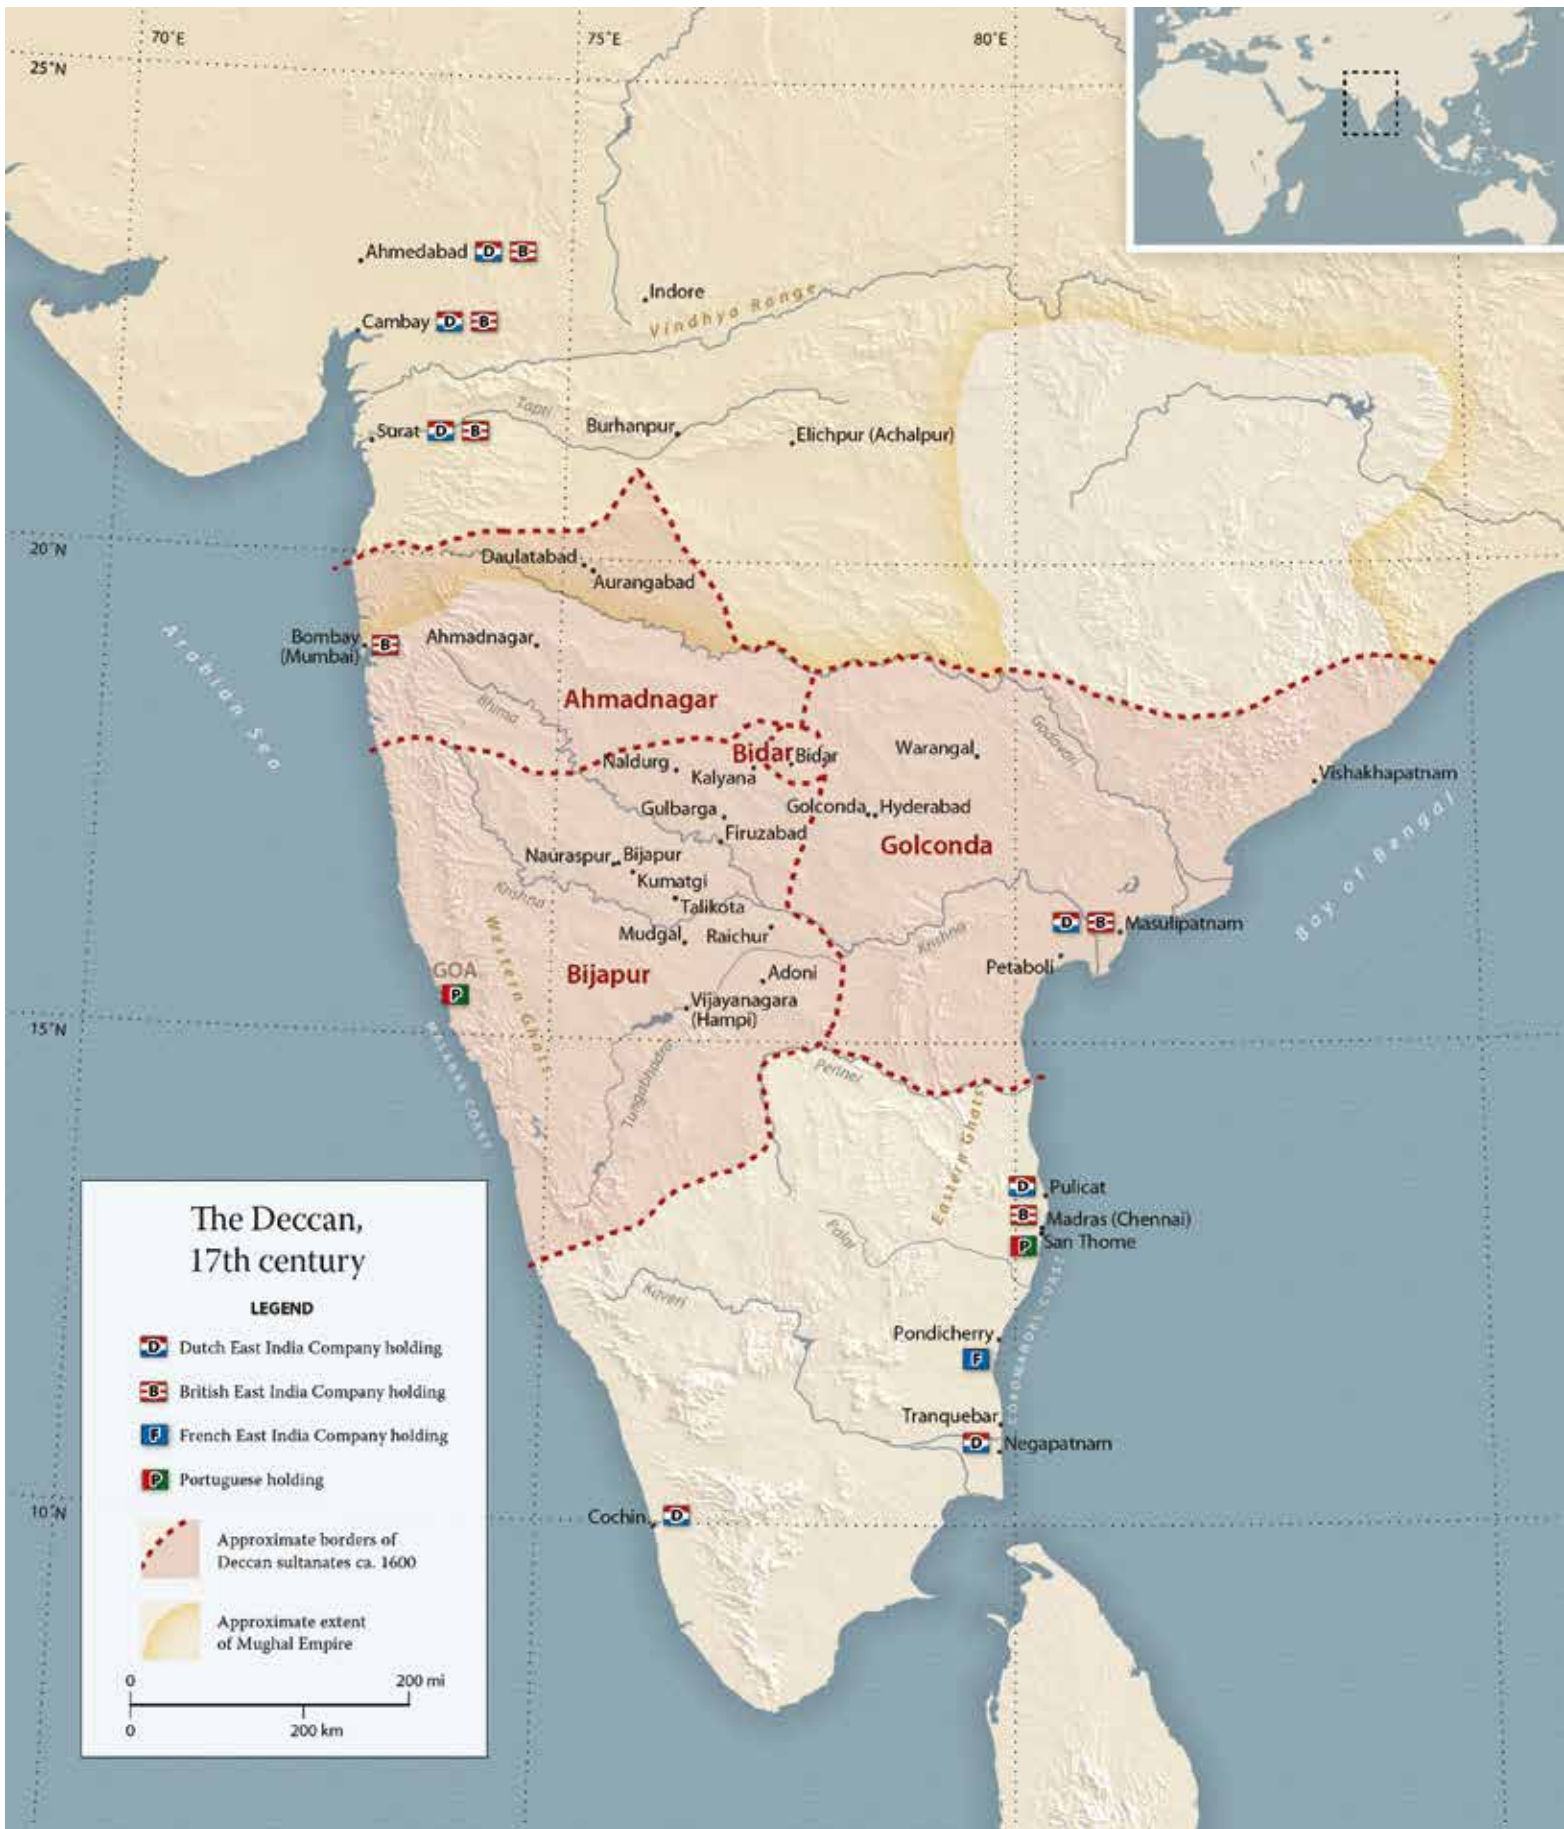 70°E
75°E
80°E
25°N
Ahmedabad D B
Indore
Cambay D B
Vindhya Range
Tapti
Surat D B
Burhanpur
Elichpur (Achalpur)
20°N
Daulatabad
Aurangabad
Bombay
(Mumbai)
B
Ahmadnagar
Arabian Sea
Ahmadnagar
Bhima
Bidar
Bidar
Warangal
Godavari
Naldurg
Kalyana
Vishakhapatnam
Gulbarga
Golconda
Hyderabad
Firuzabad
Golconda
Nauraspur
Bijapur
Kumatgi
Krishna
Talikota
Bay of Bengal
Mudgal
Raichur
Krishna
D B Masulipatnam
Western Ghats
Petaboli
GOA
P
Bijapur
Adoni
Vijayanagara
(Hampi)
15°N
MALABAR COAST
Tungabhadra
Penner
Eastern Ghats
D Pulicat
B Madras (Chennai)
P San Thome
Palar
Kaveri
COROMANDEL COAST
Pondicherry
F
Tranquebar
D Negapatnam
10°N
Cochin D
The Deccan,
17th century
LEGEND
D Dutch East India Company holding
B British East India Company holding
F French East India Company holding
P Portuguese holding
Approximate borders of
Deccan sultanates ca. 1600
Approximate extent
of Mughal Empire
0 200 mi
0 200 km